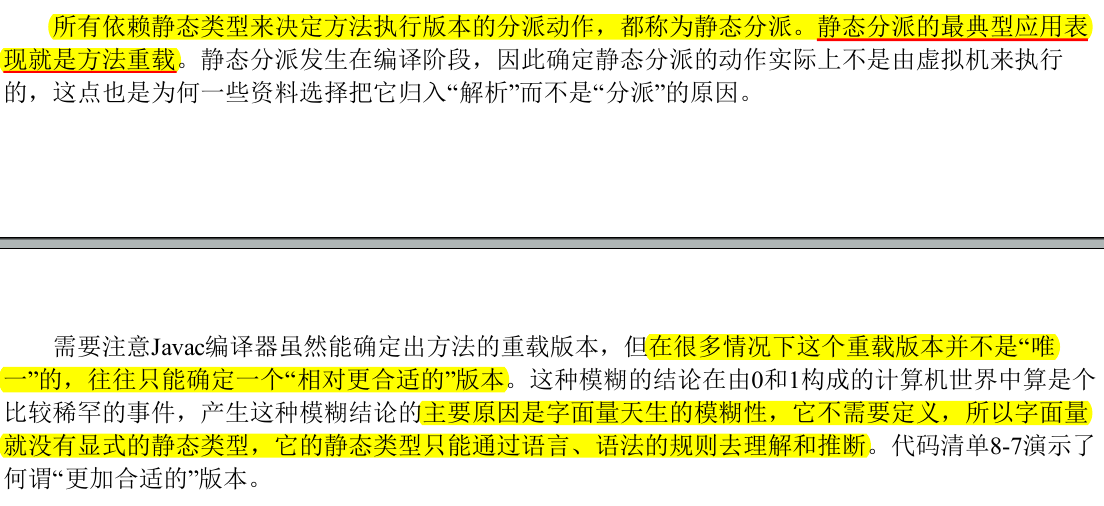 所有依赖静态类型来决定方法执行版本的分派动作，都称为静态分派。静态分派的最典型应用表
现就是方法重载。静态分派发生在编译阶段，因此确定静态分派的动作实际上不是由虚拟机来执行
的，这点也是为何一些资料选择把它归入“解析”而不是“分派”的原因。
需要注意Javac编译器虽然能确定出方法的重载版本，但在很多情况下这个重载版本并不是“唯
一”的，往往只能确定一个“相对更合适的”版本。这种模糊的结论在由0和1构成的计算机世界中算是个
比较稀罕的事件，产生这种模糊结论的主要原因是字面量天生的模糊性，它不需要定义，所以字面量
就没有显式的静态类型，它的静态类型只能通过语言、语法的规则去理解和推断。代码清单8-7演示了
何谓“更加合适的”版本。